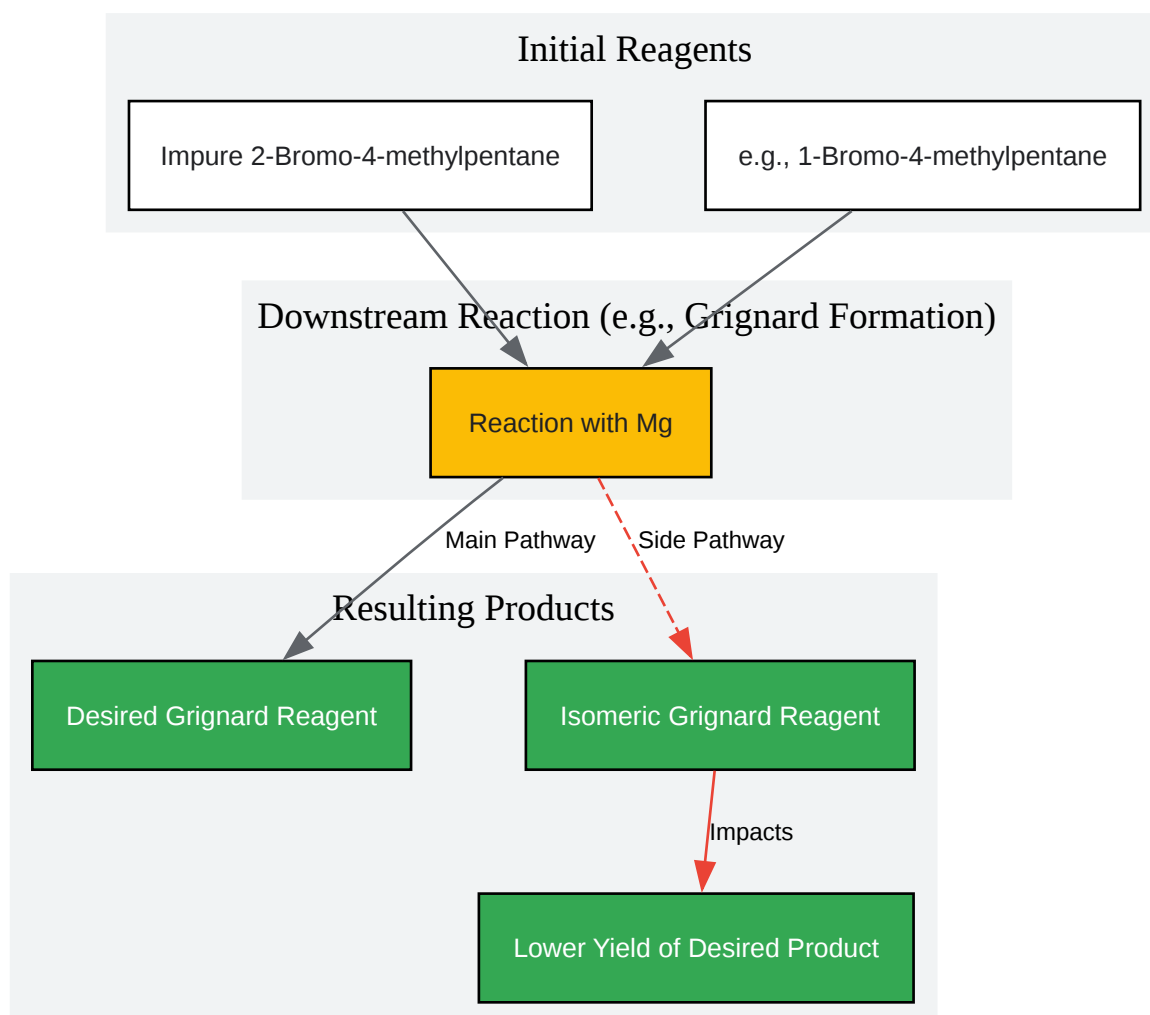 Initial Reagents
Impure 2-Bromo-4-methylpentane
e.g., 1-Bromo-4-methylpentane
Downstream Reaction (e.g., Grignard Formation)
Reaction with Mg
Main Pathway
Side Pathway
Resulting Products
Desired Grignard Reagent
Isomeric Grignard Reagent
Impacts
Lower Yield of Desired Product